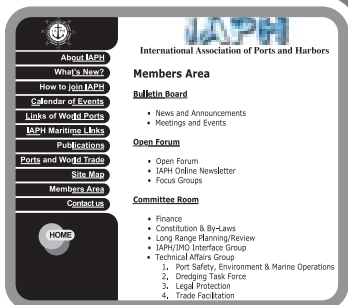 IAPH
International Association of Ports and Harbors
About IAPH
What's New?
How to join IAPH
Calendar of Events
Links of World Ports
IAPH Maritime Links
Publications
Ports and World Trade
Site Map
Members Area
Contact us
HOME
Members Area
Bulletin Board
• News and Announcements
• Meetings and Events
Open Forum
• Open Forum
• IAPH Online Newsletter
• Focus Groups
Committee Room
• Finance
• Constitution & By-Laws
• Long Range Planning/Review
• IAPH/IMO Interface Group
• Technical Affairs Group
1. Port Safety, Environment & Marine Operations
2. Dredging Task Force
3. Legal Protection
4. Trade Facilitation